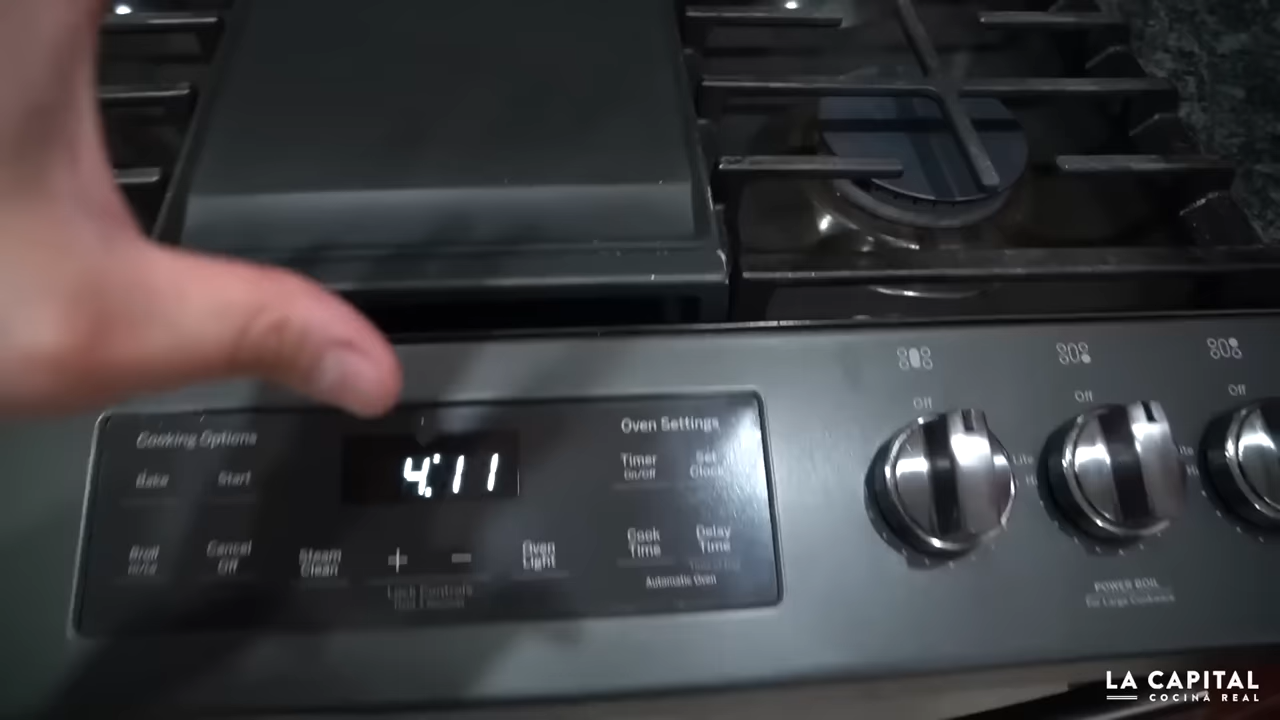 Cooking Options
Oven Settings
Bake
Start
4:11
Timer
On/Off
Set
Clock
Broil
Hi/Lo
Cancel
Off
Steam
Clean
+
−
Oven
Light
Cook
Time
Delay
Time
Lock Controls
Automatic Oven
Off
Off
Off
Lite
POWER BOIL
For Large Cookware
LA CAPITAL
COCINA REAL